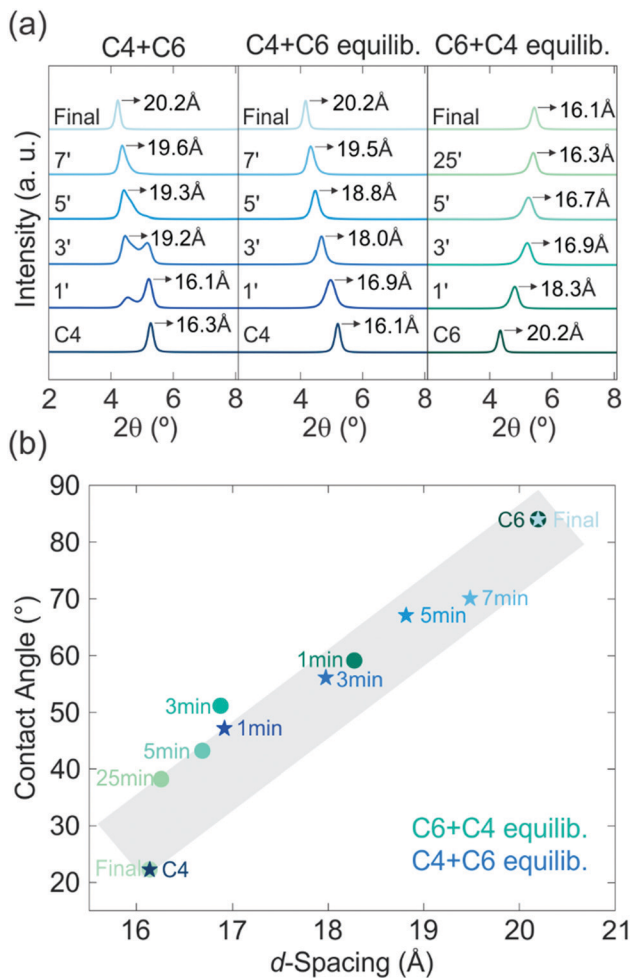 (a)
C4+C6 C4+C6 equilib. C6+C4 equilib.
Intensity (a. u.)
Final 20.2Å Final 20.2Å Final 16.1Å
7' 19.6Å 7' 19.5Å 25' 16.3Å
5' 19.3Å 5' 18.8Å 5' 16.7Å
3' 19.2Å 3' 18.0Å 3' 16.9Å
1' 16.1Å 1' 16.9Å 1' 18.3Å
C4 16.3Å C4 16.1Å C6 20.2Å
2 4 6 8 4 6 8 4 6 8
2θ (º) 2θ (º) 2θ (º)
(b)
Contact Angle (°)
90
80
70
60
50
40
30
20
C6 Final
7min
5min
1min
3min
3min
1min
5min
25min
Final C4
C6+C4 equilib.
C4+C6 equilib.
16 17 18 19 20 21
d-Spacing (Å)